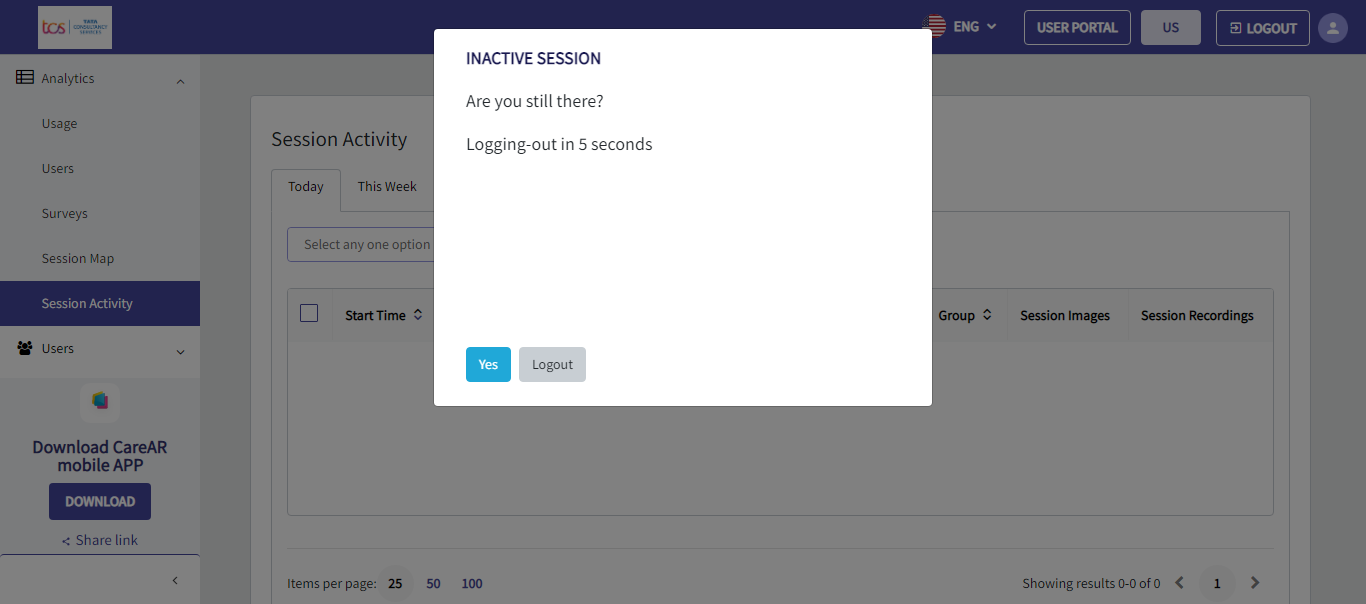 tcs
TATA
CONSULTANCY
SERVICES
ENG
USER PORTAL
US
LOGOUT
Analytics
Usage
Users
Surveys
Session Map
Session Activity
Users
Download CareAR
mobile APP
DOWNLOAD
Share link
Session Activity
Today
This Week
Select any one option
Start Time
Group
Session Images
Session Recordings
Items per page: 25 50 100
Showing results 0-0 of 0
1
INACTIVE SESSION
Are you still there?
Logging-out in 5 seconds
Yes
Logout